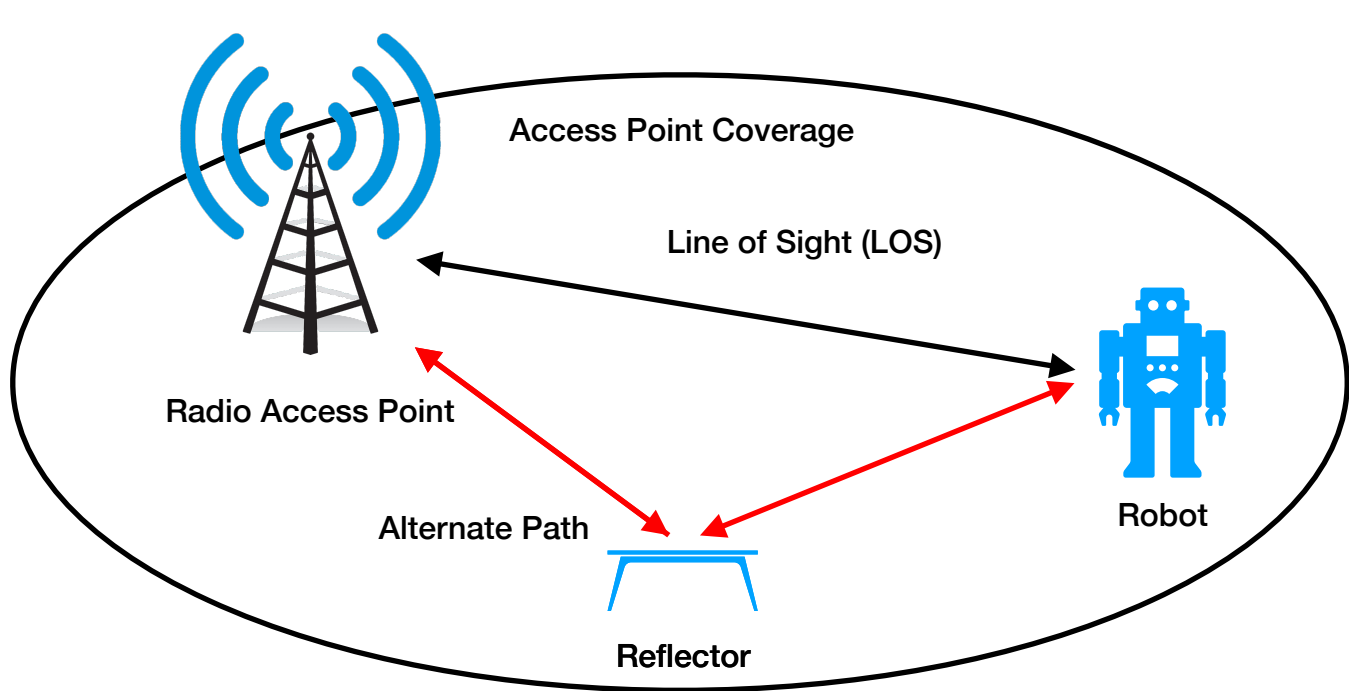 Access Point Coverage
Line of Sight (LOS)
Radio Access Point
Alternate Path
Robot
Reflector